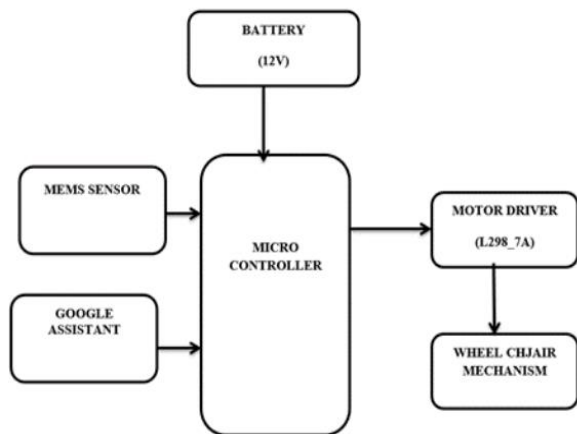 BATTERY
(12V)
MEMS SENSOR
MICRO
CONTROLLER
MOTOR DRIVER
(L298_7A)
GOOGLE
ASSISTANT
WHEEL CHJAIR
MECHANISM